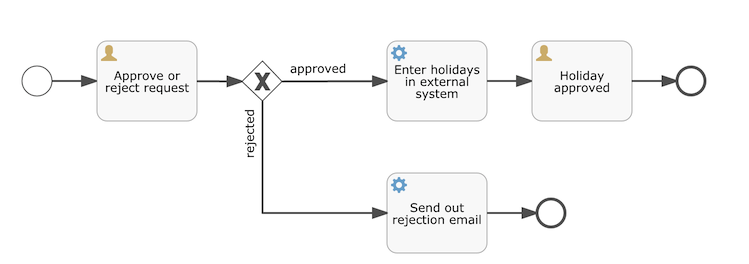 Approve or
reject request
approved
Enter holidays
in external
system
Holiday
approved
rejected
Send out
rejection email